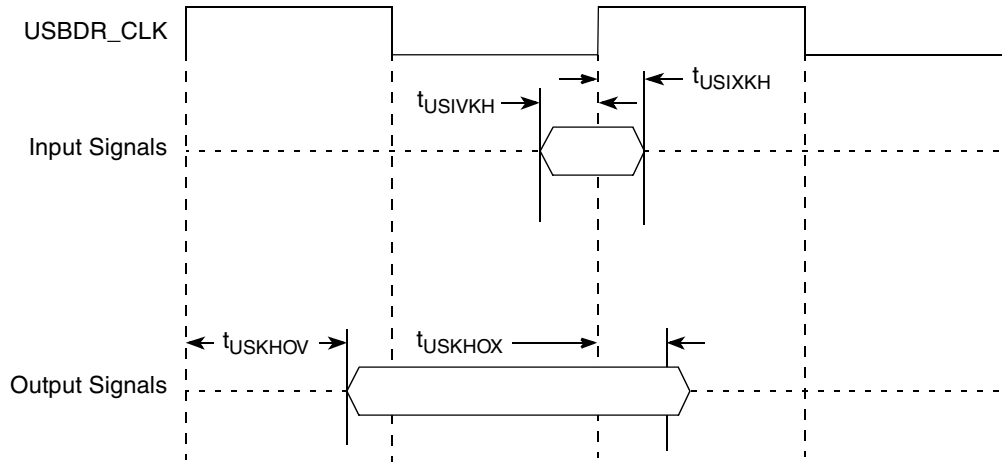 USBDR_CLK
tUSIXKH
tUSIVKH
Input Signals
tUSKHOV
tUSKHOX
Output Signals